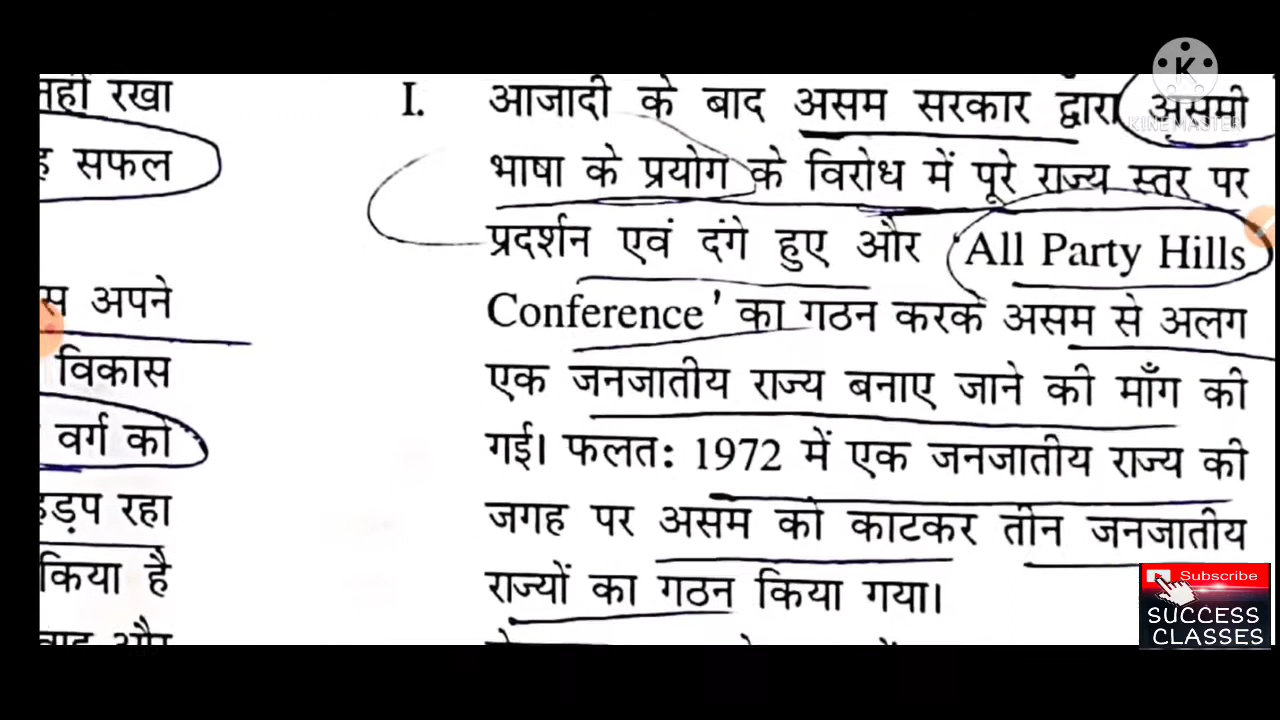 नहीं रखा
ह सफल
स अपने
विकास
वर्ग को
हड़प रहा
किया है
I. आजादी के बाद असम सरकार द्वारा असमी
भाषा के प्रयोग के विरोध में पूरे राज्य स्तर पर
प्रदर्शन एवं दंगे हुए और 'All Party Hills
Conference' का गठन करके असम से अलग
एक जनजातीय राज्य बनाए जाने की माँग की
गई। फलतः 1972 में एक जनजातीय राज्य की
जगह पर असम को काटकर तीन जनजातीय
राज्यों का गठन किया गया।
K
KINEMASTER
Subscribe
SUCCESS
CLASSES